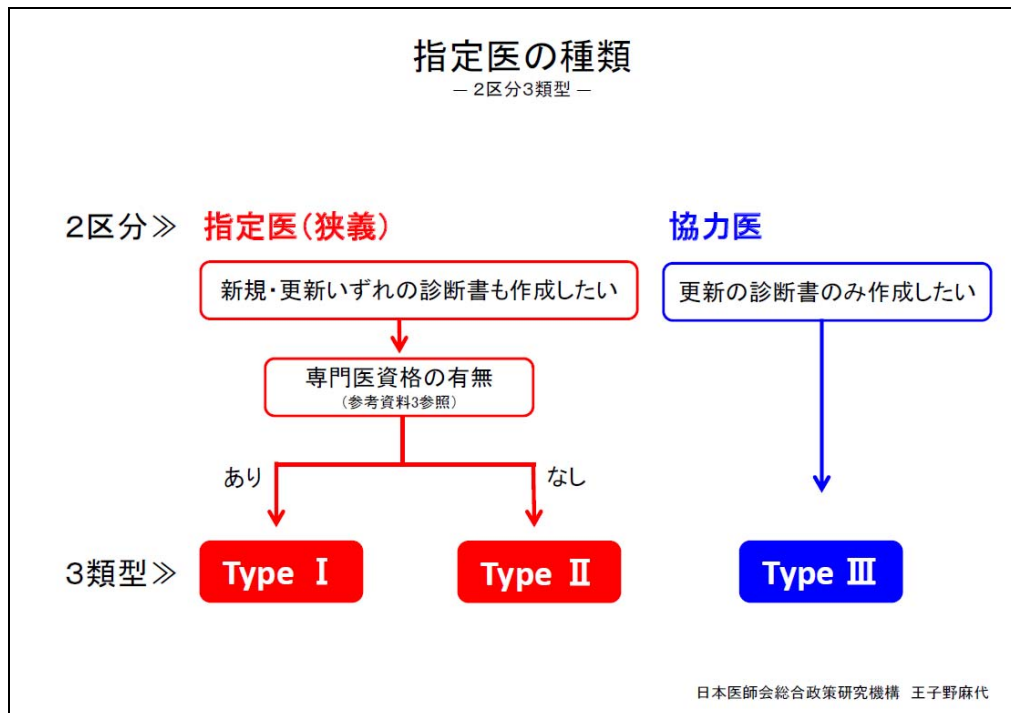 指定医の種類
― 2区分3類型 ―
2区分≫ 指定医(狭義) 協力医
新規・更新いずれの診断書も作成したい 更新の診断書のみ作成したい
専門医資格の有無
(参考資料3参照)
あり なし
3類型≫ Type Ⅰ Type Ⅱ Type Ⅲ
日本医師会総合政策研究機構 王子野麻代